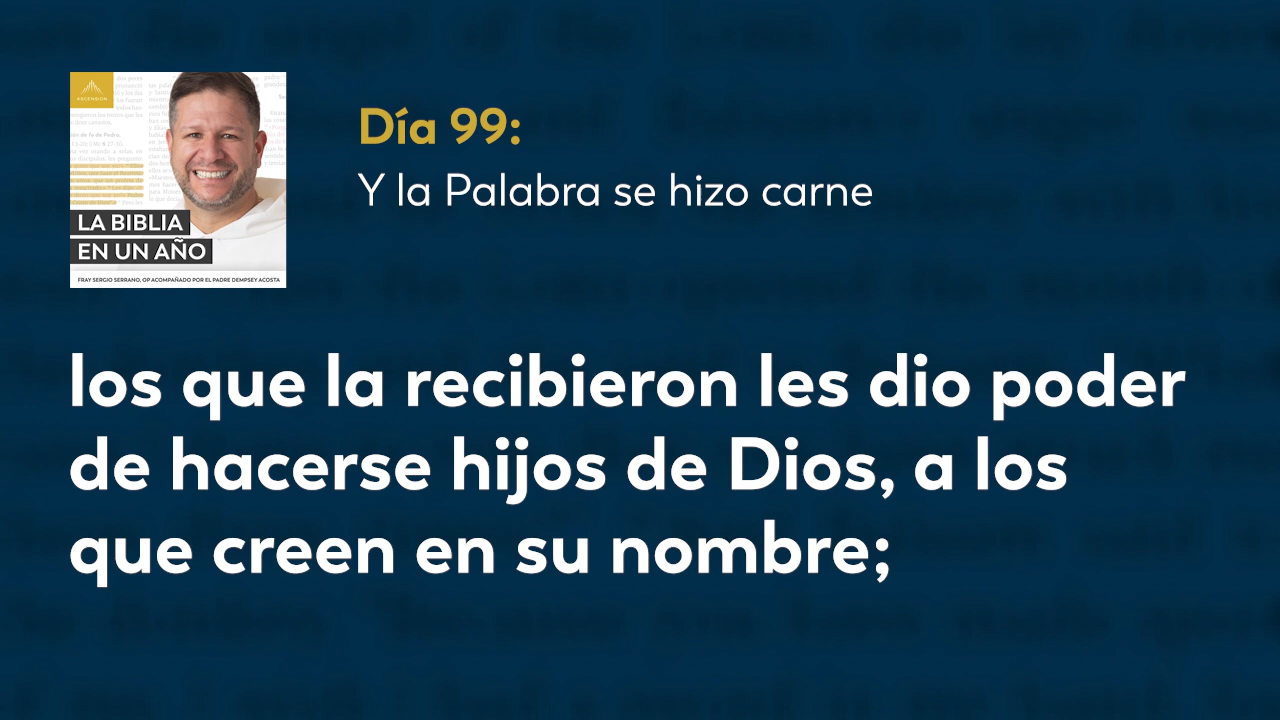 ASCENSION
LA BIBLIA
EN UN AÑO
FRAY SERGIO SERRANO, OP ACOMPAÑADO POR EL PADRE DEMPSEY ACOSTA
Día 99:
Y la Palabra se hizo carne
los que la recibieron les dio poder
de hacerse hijos de Dios, a los
que creen en su nombre;